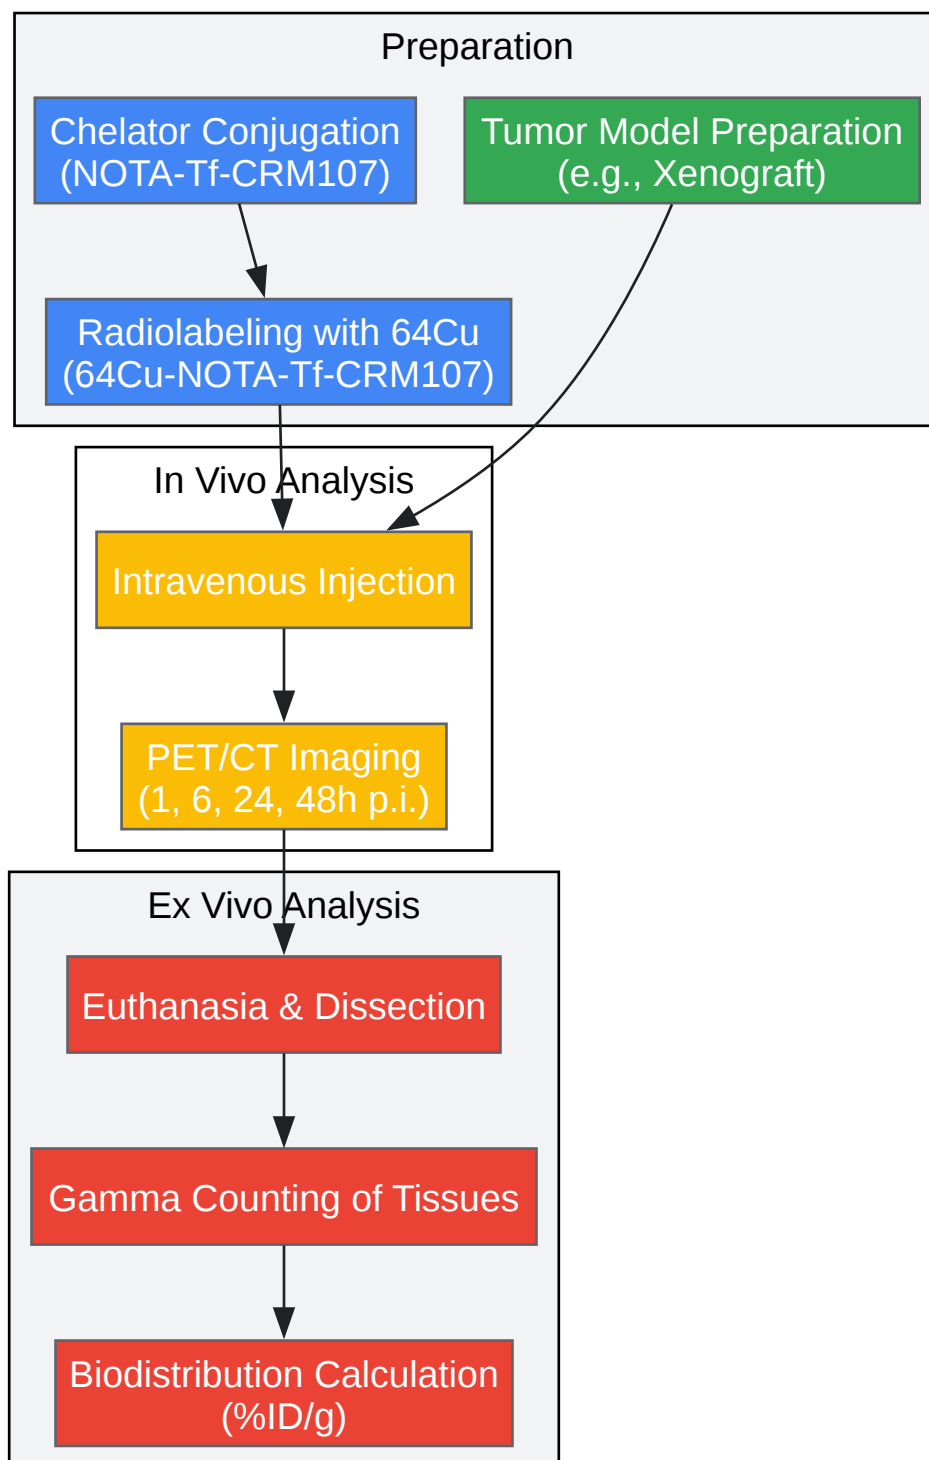 Preparation
Chelator Conjugation
(NOTA-Tf-CRM107)
Tumor Model Preparation
(e.g., Xenograft)
Radiolabeling with 64Cu
(64Cu-NOTA-Tf-CRM107)
In Vivo Analysis
Intravenous Injection
PET/CT Imaging
(1, 6, 24, 48h p.i.)
Ex Vivo Analysis
Euthanasia & Dissection
Gamma Counting of Tissues
Biodistribution Calculation
(%ID/g)